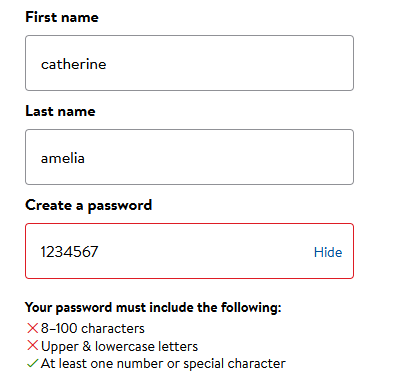 First name
catherine
Last name
amelia
Create a password
1234567 Hide
Your password must include the following:
8–100 characters
Upper & lowercase letters
At least one number or special character